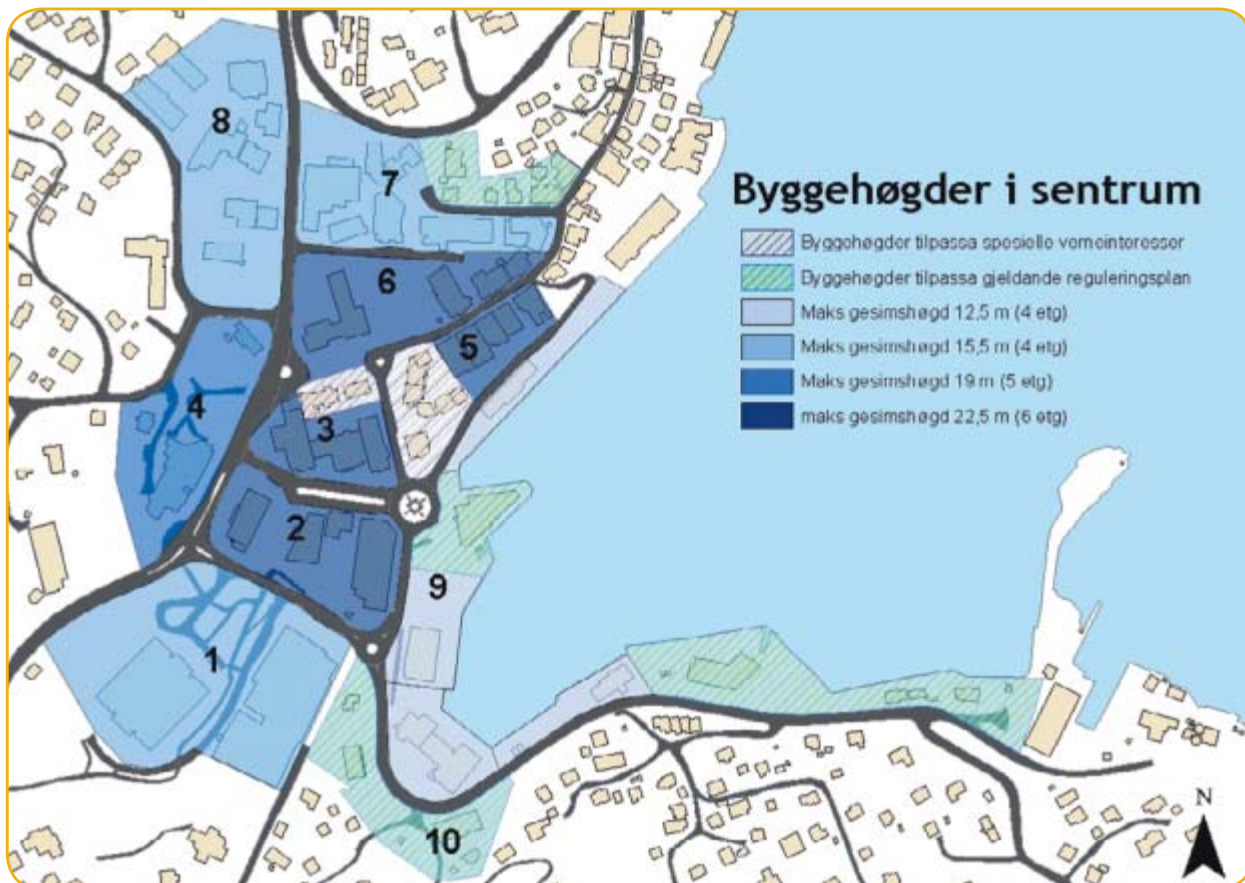 8
7
Byggehøgder i sentrum
Byggehøgder tilpassa spesielle verneinteresser
Byggehøgder tilpassa gjeldande reguleringsplan
Maks gesimshøgd 12,5 m (4 etg)
Maks gesimshøgd 15,5 m (4 etg)
Maks gesimshøgd 19 m (5 etg)
maks gesimshøgd 22,5 m (6 etg)
6
5
4
3
2
9
1
10
N